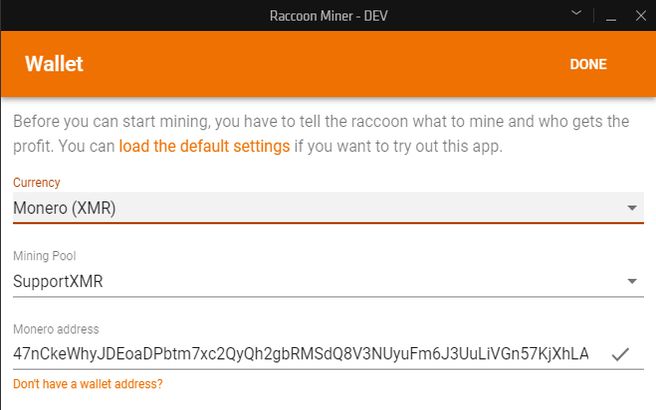 Raccoon Miner - DEV
Wallet
DONE
Before you can start mining, you have to tell the raccoon what to mine and who gets the
profit. You can load the default settings if you want to try out this app.
Currency
Monero (XMR)
Mining Pool
SupportXMR
Monero address
47nCkeWhyJDEoaDPbtm7xc2QyQh2gbRMSdQ8V3NUyuFm6J3UuLiVGn57KjXhLA
Don't have a wallet address?